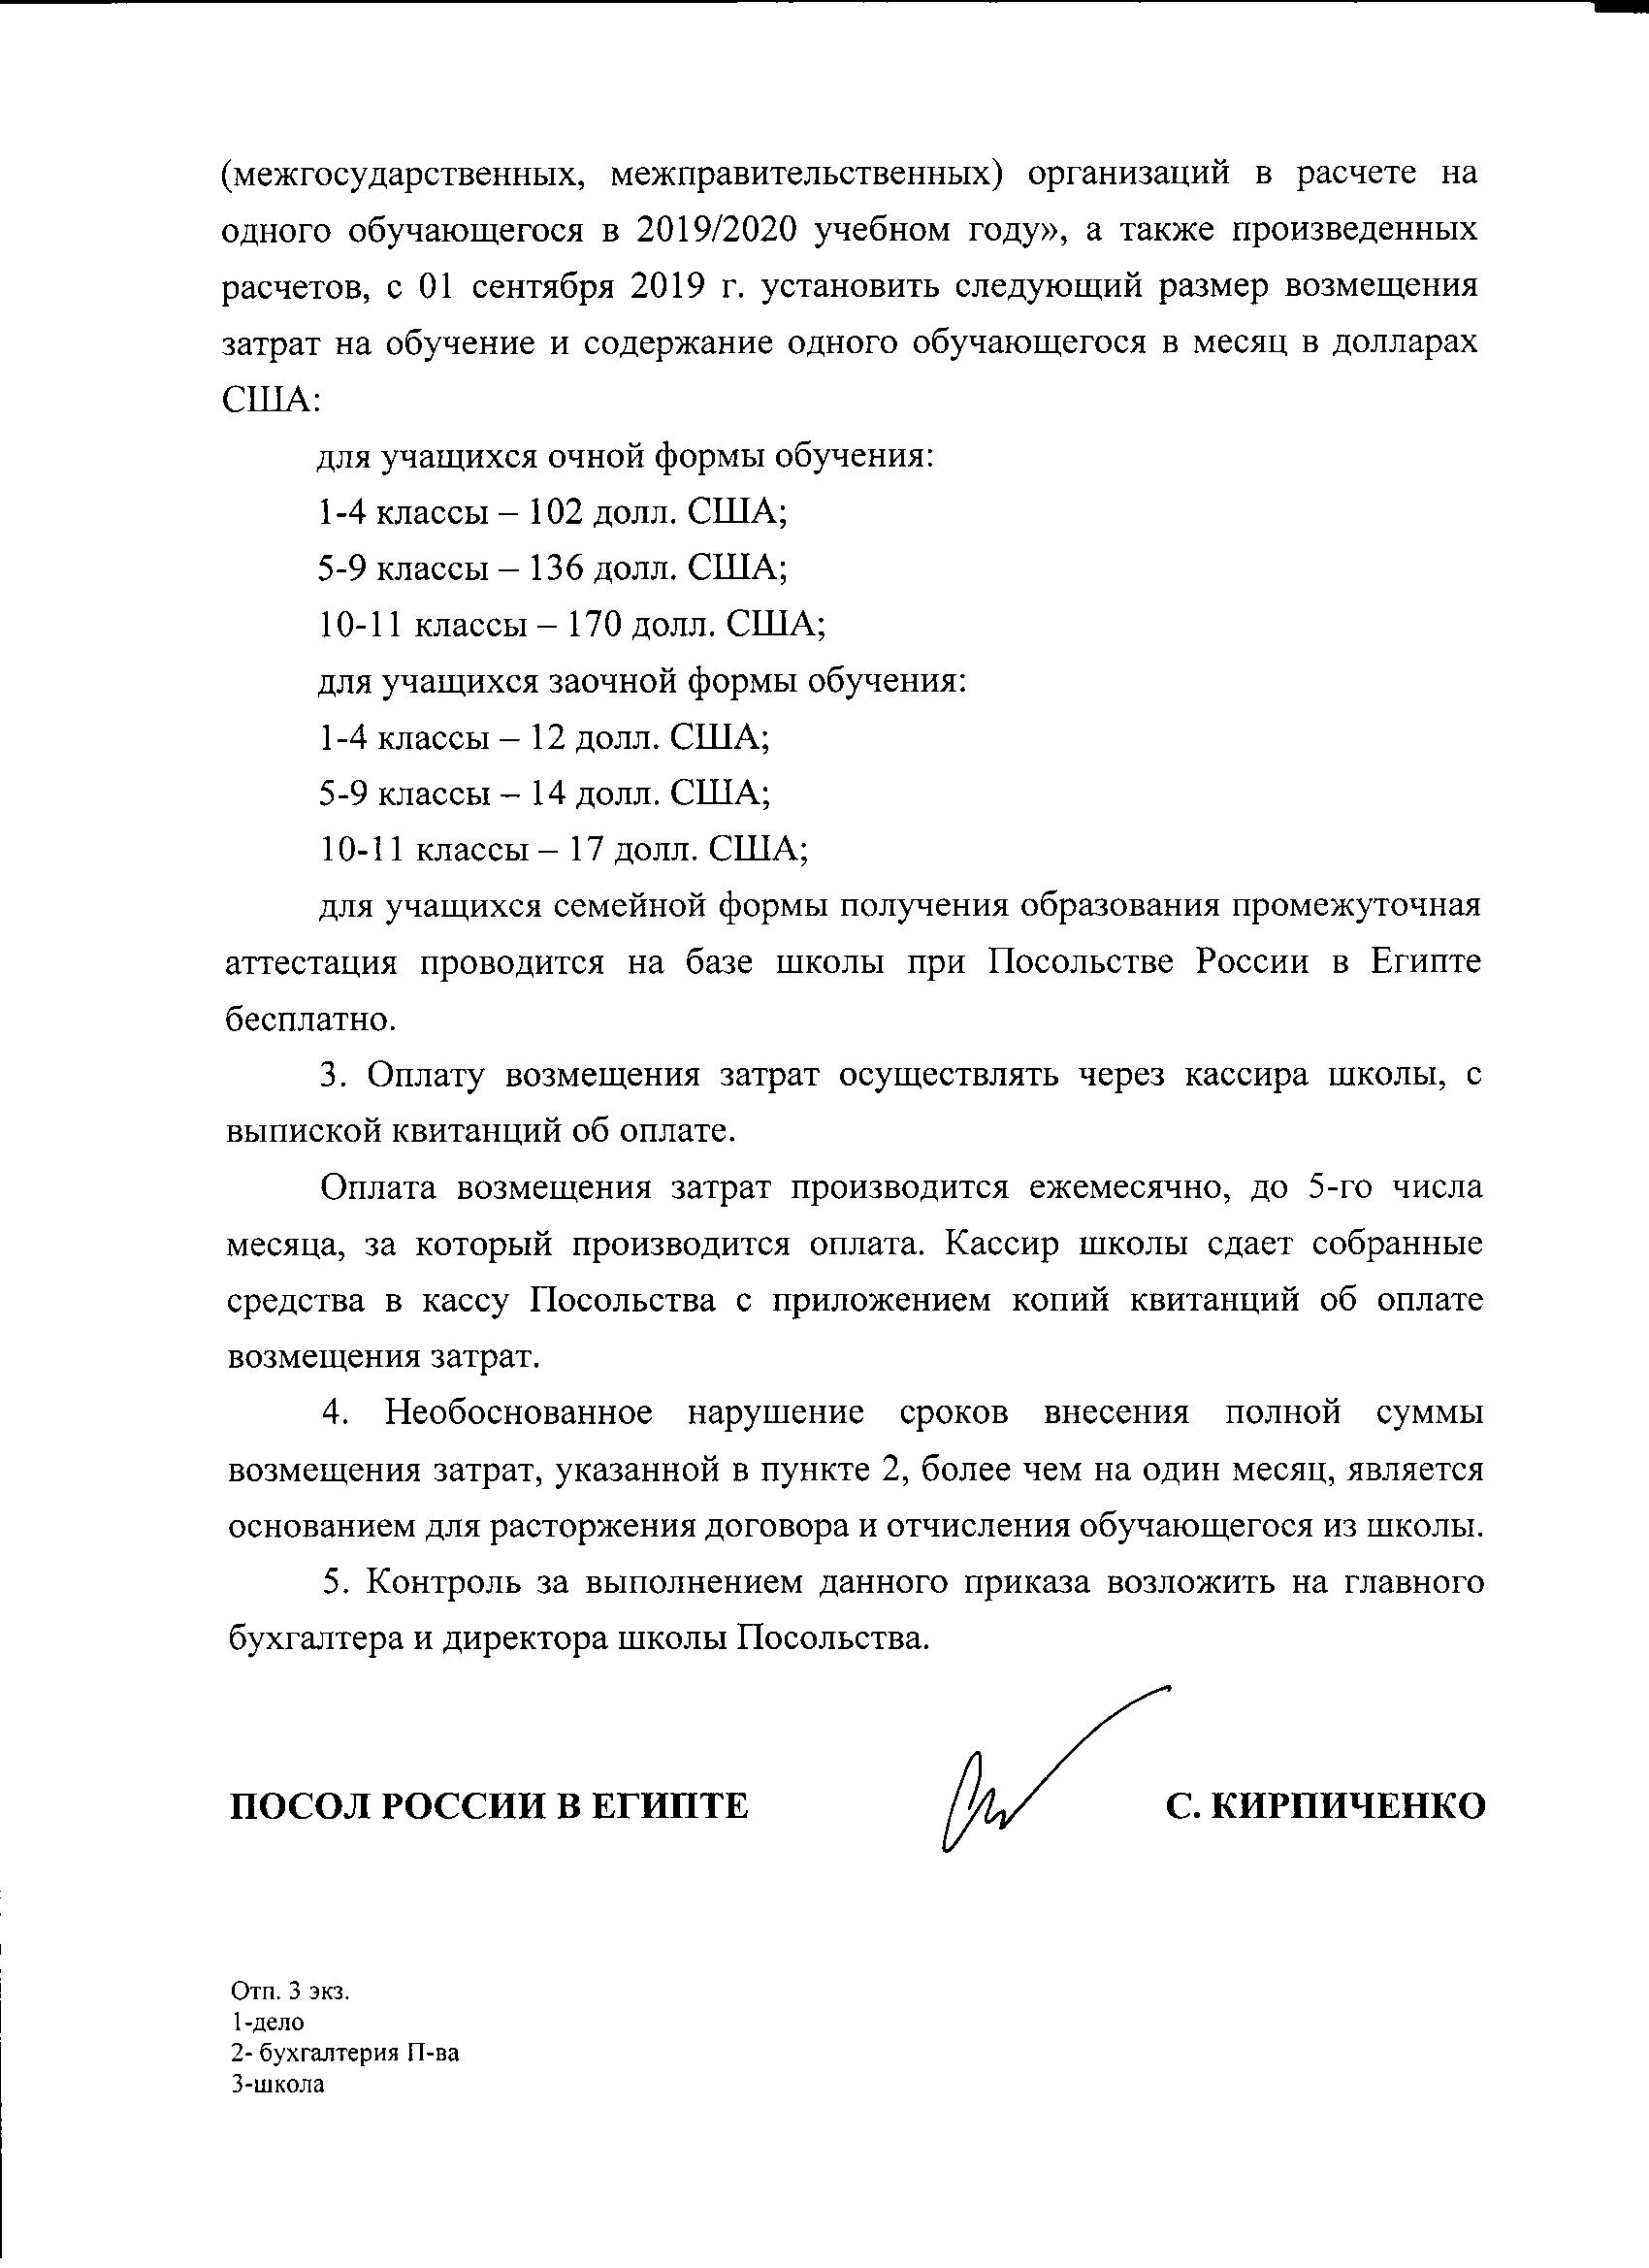 (межгосударственных, межправительственных) организаций в расчете на
одного обучающегося в 2019/2020 учебном году», а также произведенных
расчетов, с 01 сентября 2019 г. установить следующий размер возмещения
затрат на обучение и содержание одного обучающегося в месяц в долларах
США:
для учащихся очной формы обучения:
1-4 классы – 102 долл. США;
5-9 классы – 136 долл. США;
10-11 классы – 170 долл. США;
для учащихся заочной формы обучения:
1-4 классы – 12 долл. США;
5-9 классы – 14 долл. США;
10-11 классы – 17 долл. США;
для учащихся семейной формы получения образования промежуточная
аттестация проводится на базе школы при Посольстве России в Египте
бесплатно.
3. Оплату возмещения затрат осуществлять через кассира школы, с
выпиской квитанций об оплате.
Оплата возмещения затрат производится ежемесячно, до 5-го числа
месяца, за который производится оплата. Кассир школы сдает собранные
средства в кассу Посольства с приложением копий квитанций об оплате
возмещения затрат.
4. Необоснованное нарушение сроков внесения полной суммы
возмещения затрат, указанной в пункте 2, более чем на один месяц, является
основанием для расторжения договора и отчисления обучающегося из школы.
5. Контроль за выполнением данного приказа возложить на главного
бухгалтера и директора школы Посольства.
ПОСОЛ РОССИИ В ЕГИПТЕ С. КИРПИЧЕНКО
Отп. 3 экз.
1-дело
2- бухгалтерия П-ва
3-школа